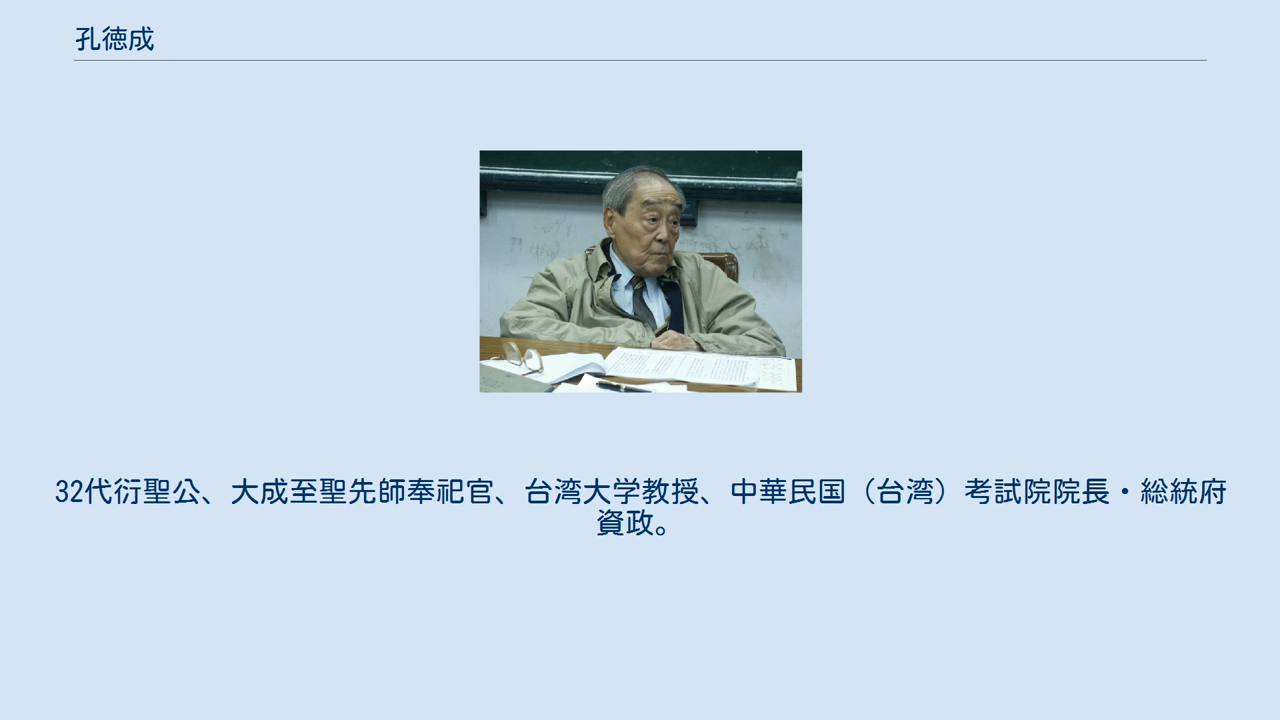 孔徳成
32代衍聖公、大成至聖先師奉祀官、台湾大学教授、中華民国（台湾）考試院院長・総統府
資政。